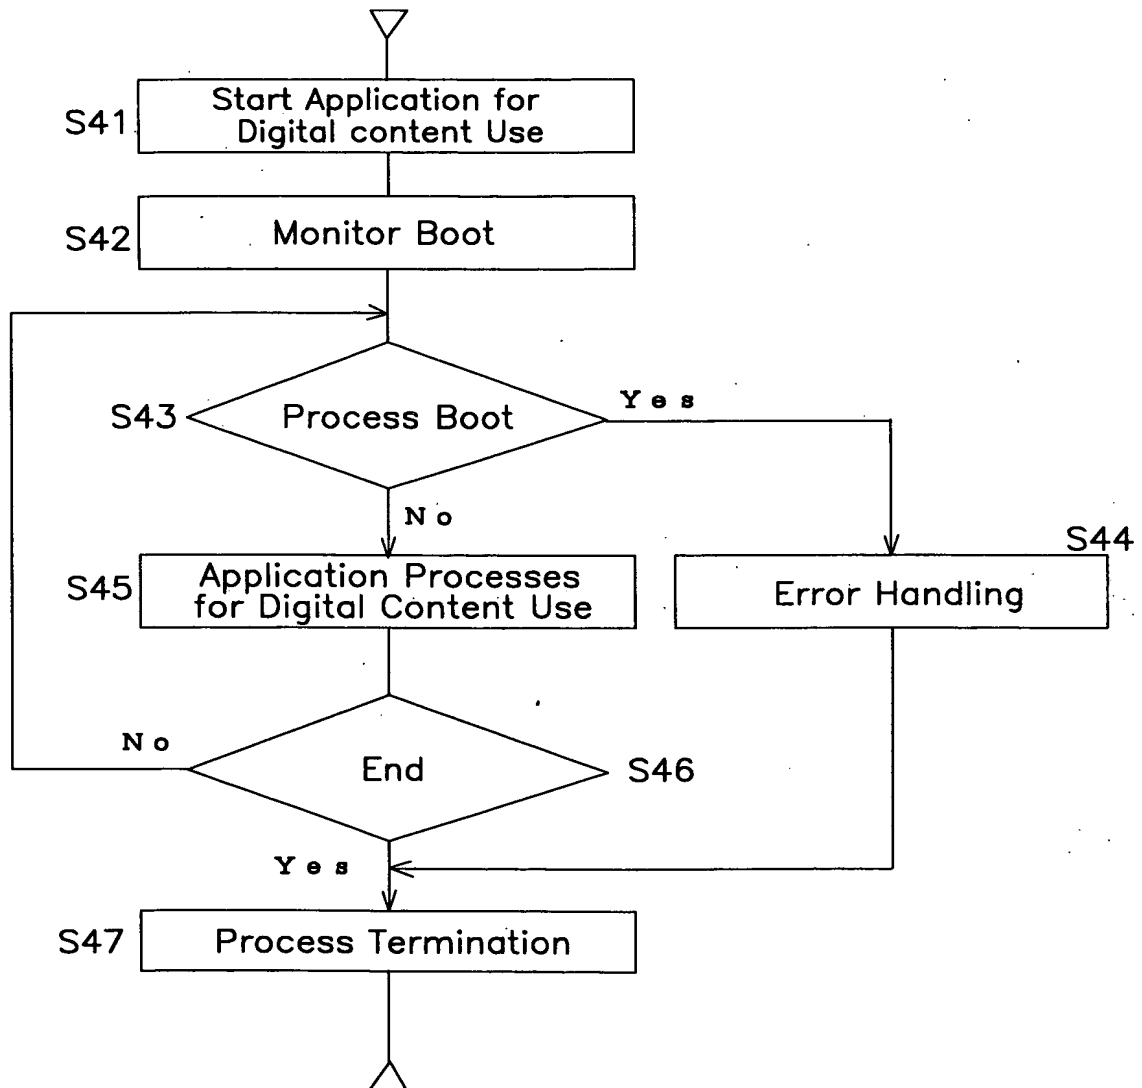 S41
Start Application for
Digital content Use
S42
Monitor Boot
S43
Process Boot
Yes
No
S44
Error Handling
S45
Application Processes
for Digital Content Use
No
End
S46
Yes
S47
Process Termination